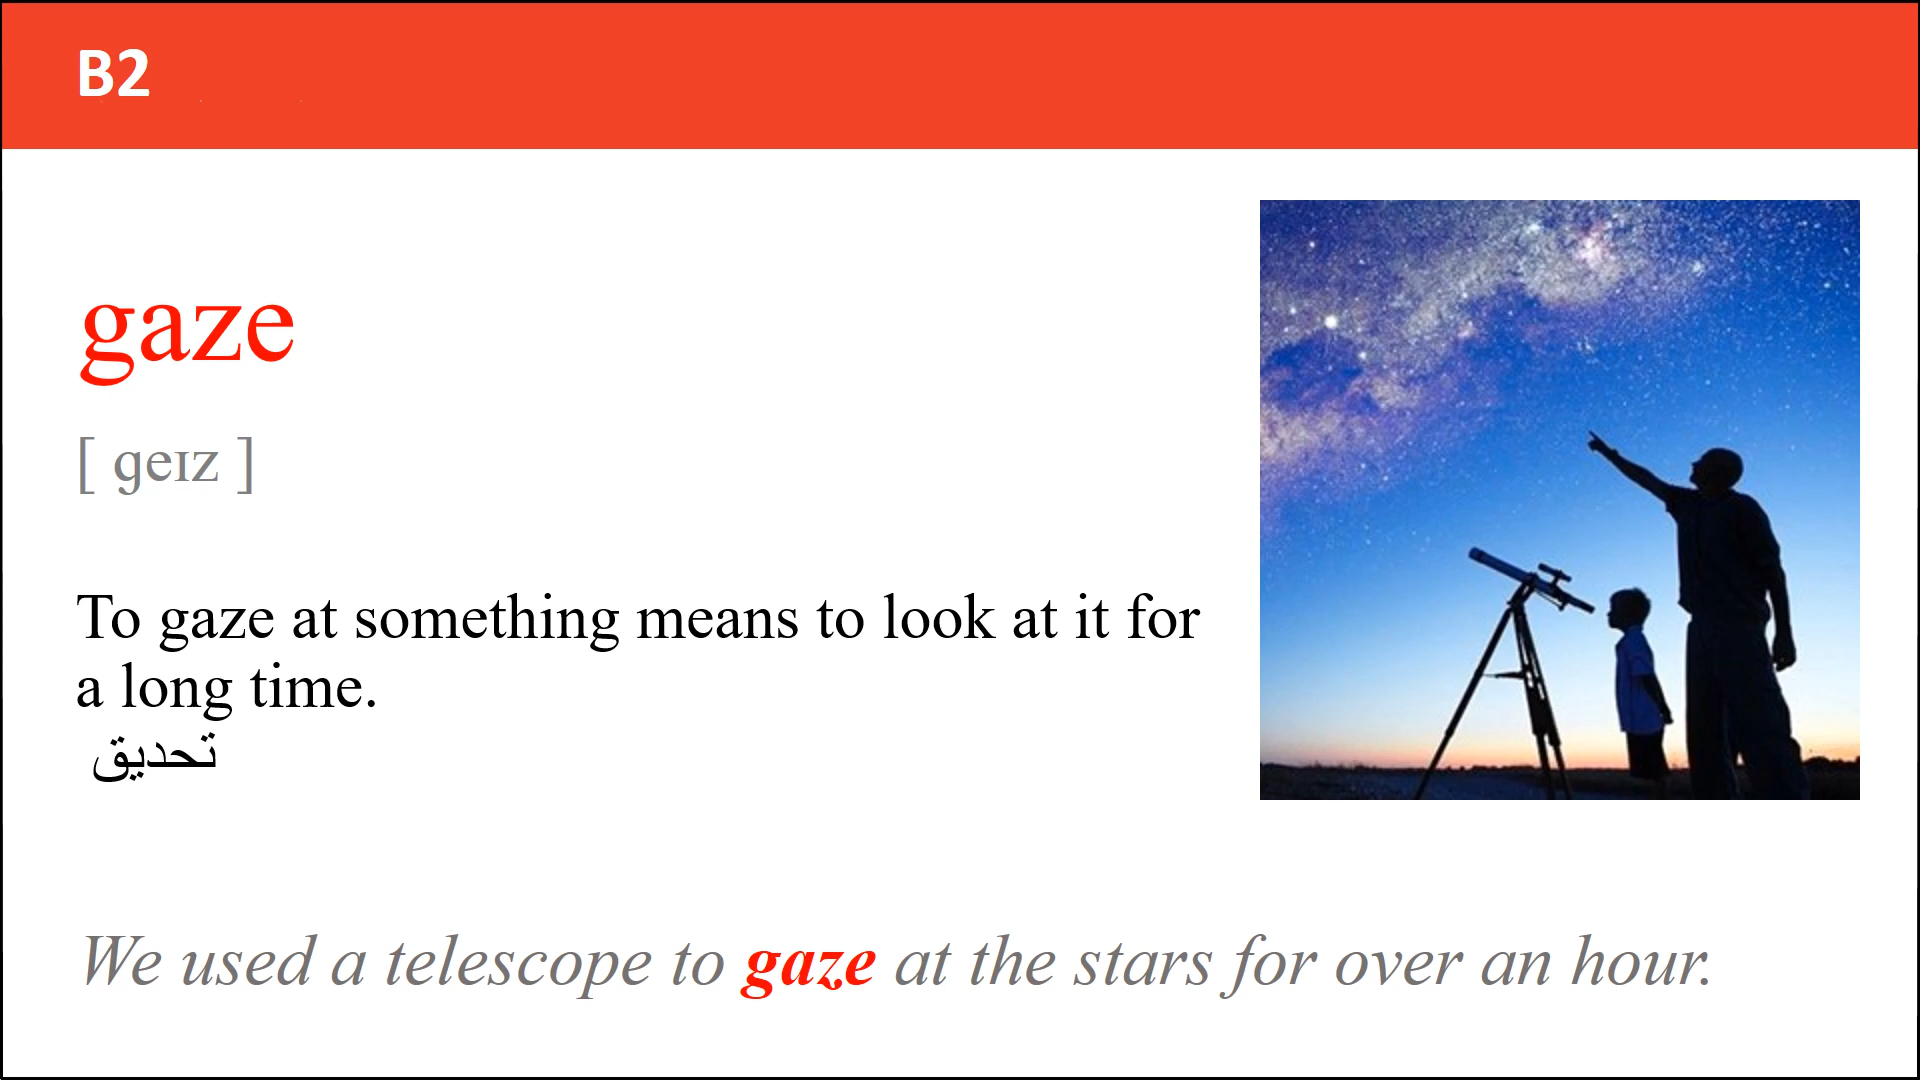 B2
gaze
[ ɡeɪz ]
To gaze at something means to look at it for
a long time.
تحديق
We used a telescope to gaze at the stars for over an hour.